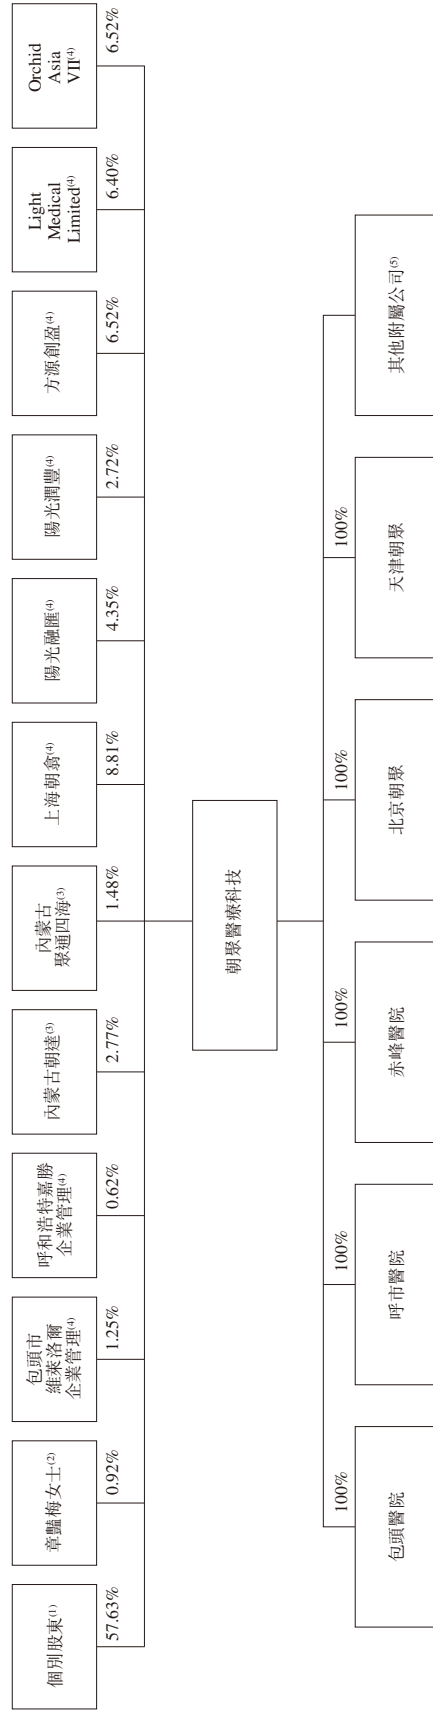 個別股東(1)
57.63%
章豔梅女士(2)
0.92%
包頭市
維萊洛爾
企業管理(4)
1.25%
呼和浩特嘉勝
企業管理(4)
0.62%
內蒙古朝達(3)
2.77%
內蒙古
聚通四海(3)
1.48%
上海朝翕(4)
8.81%
陽光融匯(4)
4.35%
陽光潤豐(4)
2.72%
方源創盈(4)
6.52%
Light
Medical
Limited(4)
6.40%
Orchid
Asia
VII(4)
6.52%
朝聚醫療科技
100%
包頭醫院
100%
呼市醫院
100%
赤峰醫院
100%
北京朝聚
100%
天津朝聚
其他附屬公司(5)